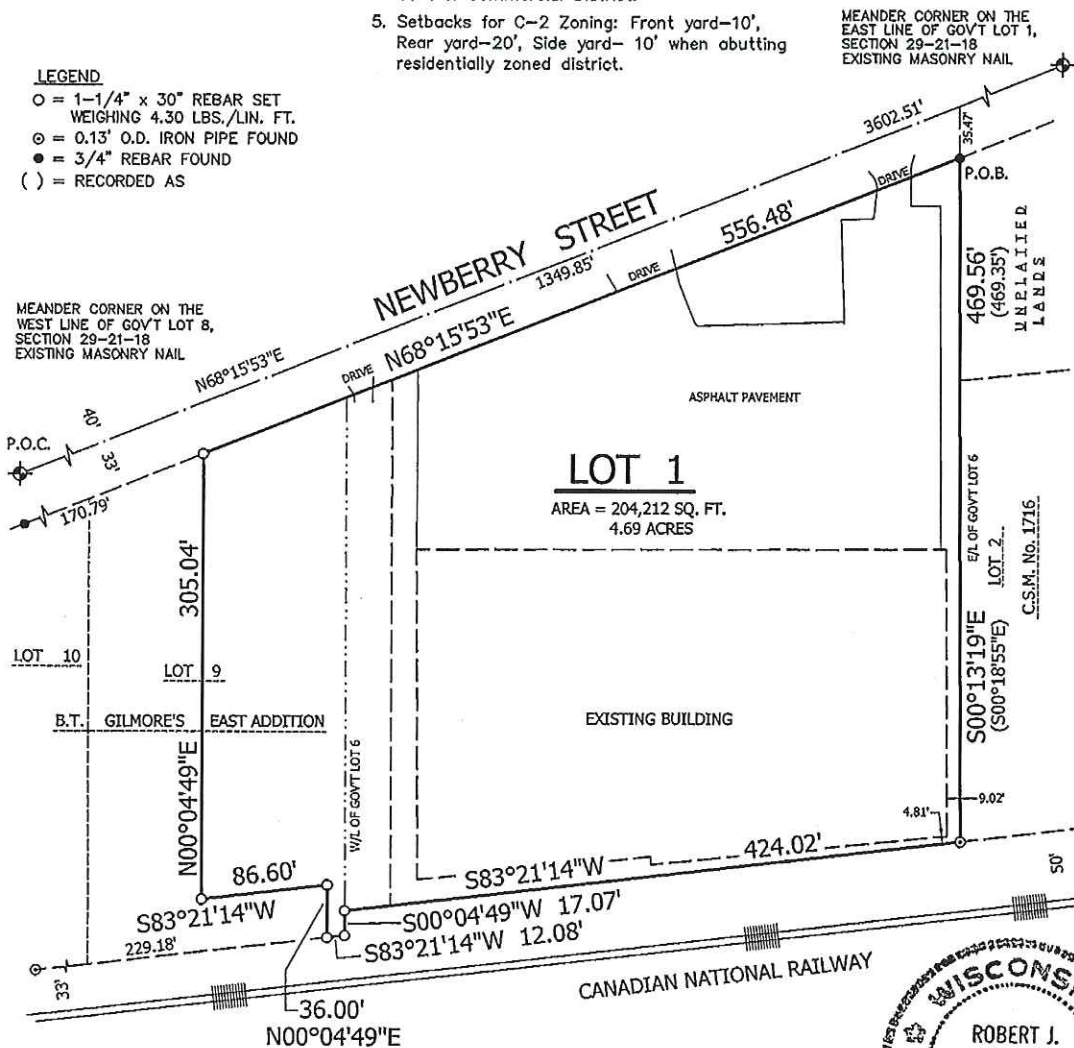 5. Setbacks for C-2 Zoning: Front yard-10',
Rear yard-20', Side yard- 10' when abutting
residentially zoned district.
MEANDER CORNER ON THE
EAST LINE OF GOV'T LOT 1,
SECTION 29-21-18
EXISTING MASONRY NAIL
LEGEND
○ = 1-1/4" x 30" REBAR SET
WEIGHING 4.30 LBS./LIN. FT.
⊙ = 0.13' O.D. IRON PIPE FOUND
● = 3/4" REBAR FOUND
( ) = RECORDED AS
3602.51'
35.47'
P.O.B.
DRIVE
556.48'
NEWBERRY STREET
1349.85'
DRIVE
469.56'
(469.35')
LANDS
MEANDER CORNER ON THE
WEST LINE OF GOV'T LOT 8,
SECTION 29-21-18
EXISTING MASONRY NAIL
N68°15'53"E
N68°15'53"E
DRIVE
ASPHALT PAVEMENT
40'
P.O.C.
33'
170.79'
LOT 1
AREA = 204,212 SQ. FT.
4.69 ACRES
E/L OF GOV'T LOT 6
LOT 2
C.S.M. No. 1716
305.04'
LOT 10
LOT 9
B.T. GILMORE'S EAST ADDITION
EXISTING BUILDING
S00°13'19"E
(S00°18'55"E)
N00°04'49"E
W/L OF GOV'T LOT 6
9.02'
4.81'
424.02'
86.60'
S83°21'14"W
S83°21'14"W
50'
S00°04'49"W 17.07'
229.18'
S83°21'14"W 12.08'
33'
CANADIAN NATIONAL RAILWAY
36.00'
N00°04'49"E
WISCONS
ROBERT J.